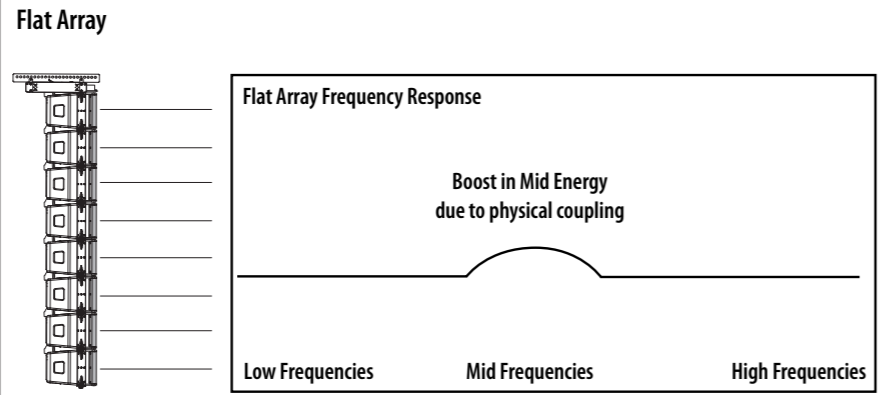 Flat Array
Flat Array Frequency Response
Boost in Mid Energy
due to physical coupling
Low Frequencies
Mid Frequencies
High Frequencies